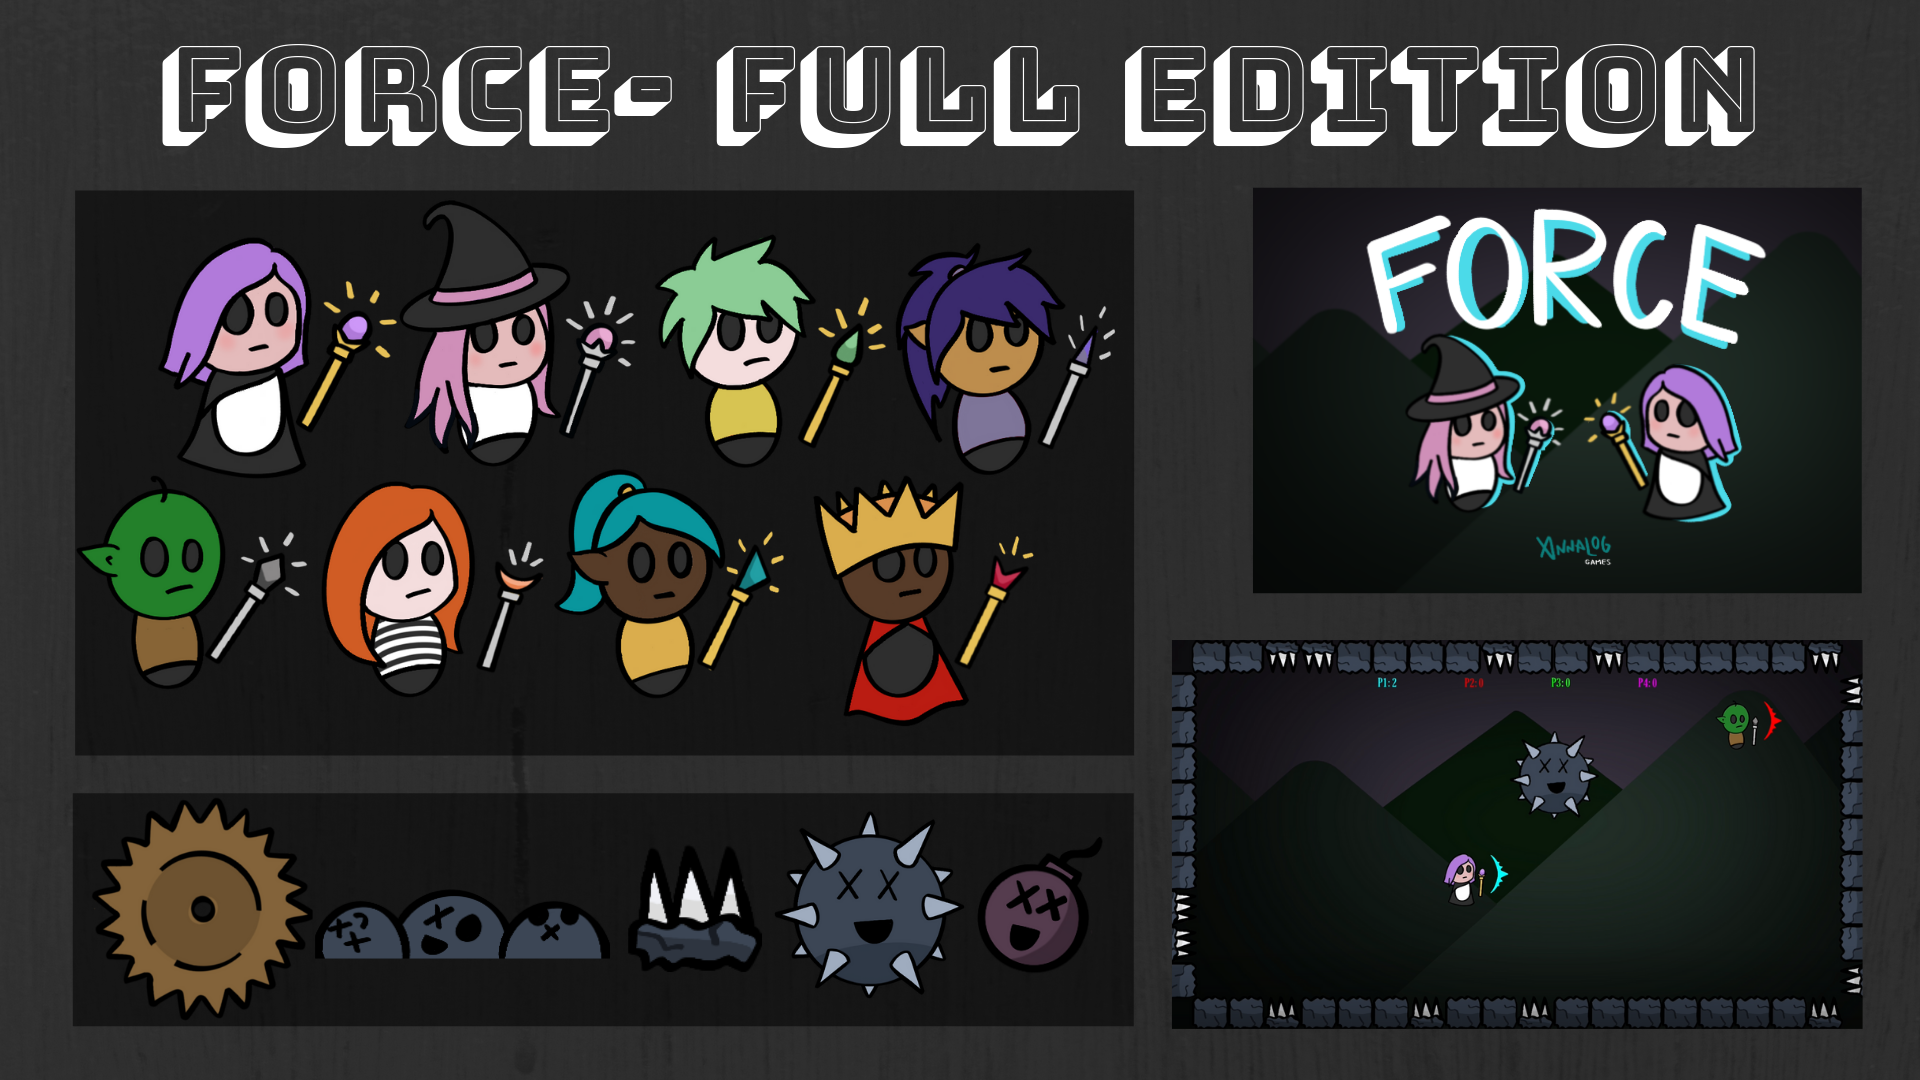 FORCE- FULL EDITION
FORCE
XANNALOG
GAMES
P1:2 P2:0 P3:0 P4:0